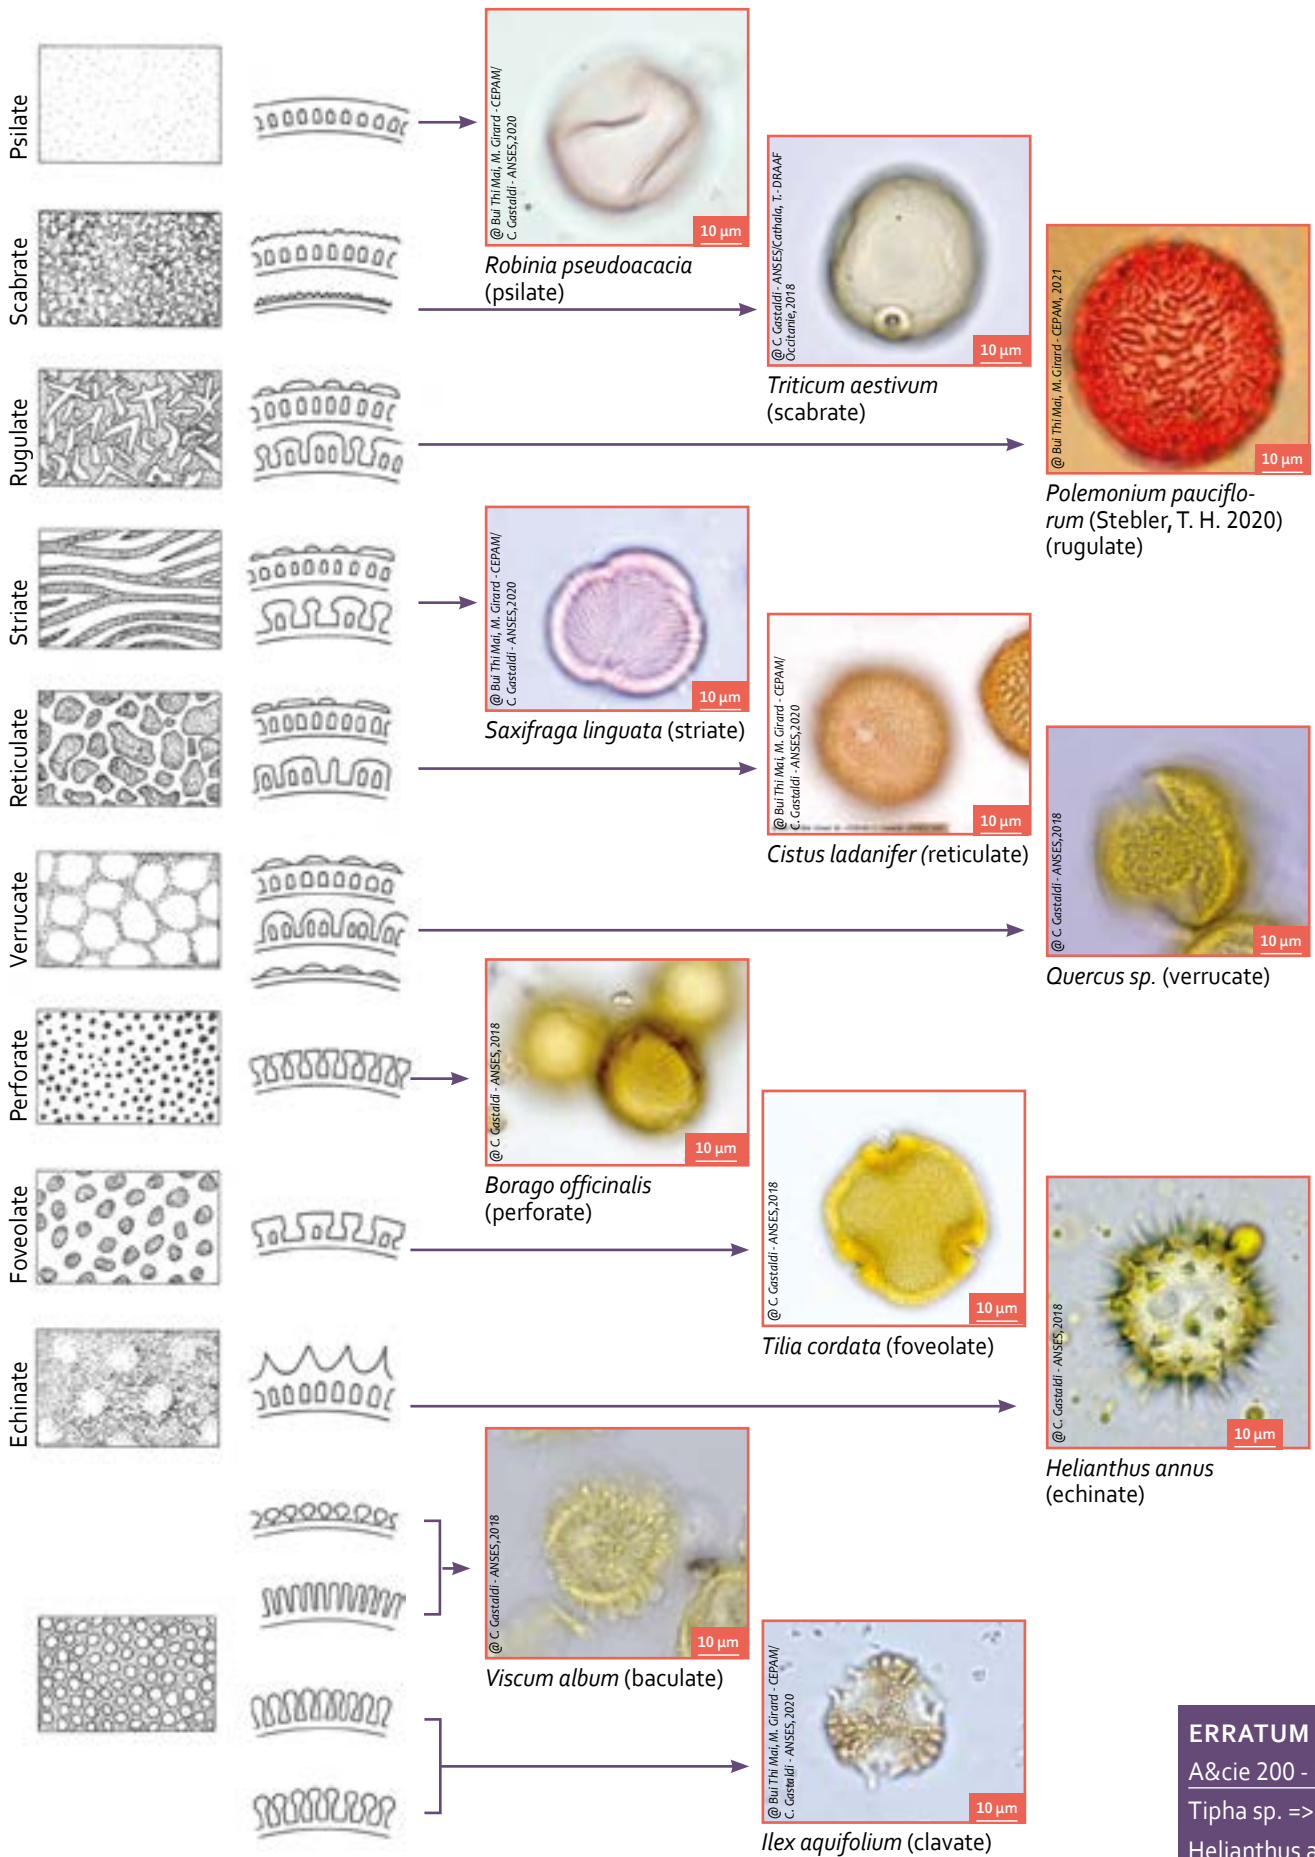 Psilate
@ Bui Thi Mai, M. Girard - CEPAM/
C. Gastaldi - ANSES,2020
10 µm
Robinia pseudoacacia
(psilate)
Scabrate
@ C. Gastaldi - ANSES/Cathala, T.- DRAAF
Occitanie,2018
10 µm
Triticum aestivum
(scabrate)
Rugulate
@ Bui Thi Mai, M. Girard - CEPAM, 2021
10 µm
Polemonium pauciflo-
rum (Stebler, T. H. 2020)
(rugulate)
Striate
@ Bui Thi Mai, M. Girard - CEPAM/
C. Gastaldi - ANSES,2020
10 µm
Saxifraga linguata (striate)
Reticulate
@ Bui Thi Mai, M. Girard - CEPAM/
C. Gastaldi - ANSES,2020
10 µm
Cistus ladanifer (reticulate)
Verrucate
@ C. Gastaldi - ANSES,2018
10 µm
Quercus sp. (verrucate)
Perforate
@ C. Gastaldi - ANSES,2018
10 µm
Borago officinalis
(perforate)
Foveolate
@ C. Gastaldi - ANSES,2018
10 µm
Tilia cordata (foveolate)
Echinate
@ C. Gastaldi - ANSES,2018
10 µm
Helianthus annus
(echinate)
@ C. Gastaldi - ANSES,2018
10 µm
Viscum album (baculate)
@ Bui Thi Mai, M. Girard - CEPAM/
C. Gastaldi - ANSES,2020
10 µm
Ilex aquifolium (clavate)
ERRATUM
A&cie 200 -
Tipha sp. =>
Helianthus a